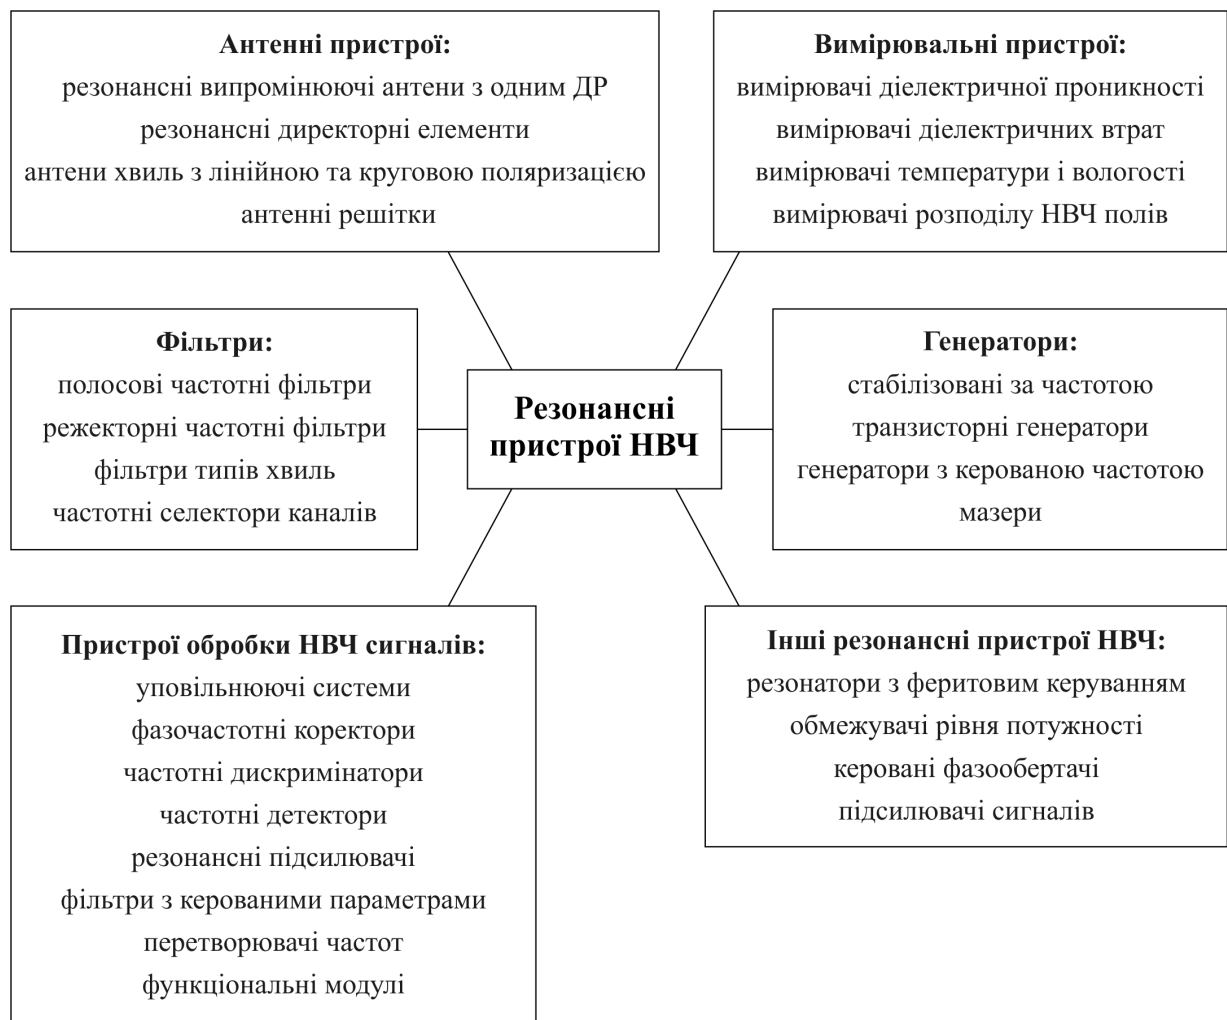 Антенні пристрої:
резонансні випромінюючі антени з одним ДР
резонансні директорні елементи
антени хвиль з лінійною та круговою поляризацією
антенні решітки
Вимірювальні пристрої:
вимірювачі діелектричної проникності
вимірювачі діелектричних втрат
вимірювачі температури і вологості
вимірювачі розподілу НВЧ полів
Фільтри:
полосові частотні фільтри
режекторні частотні фільтри
фільтри типів хвиль
частотні селектори каналів
Резонансні
пристрої НВЧ
Генератори:
стабілізовані за частотою
транзисторні генератори
генератори з керованою частотою
мазери
Пристрої обробки НВЧ сигналів:
уповільнюючі системи
фазочастотні коректори
частотні дискримінатори
частотні детектори
резонансні підсилювачі
фільтри з керованими параметрами
перетворювачі частот
функціональні модулі
Інші резонансні пристрої НВЧ:
резонатори з феритовим керуванням
обмежувачі рівня потужності
керовані фазообертачі
підсилювачі сигналів